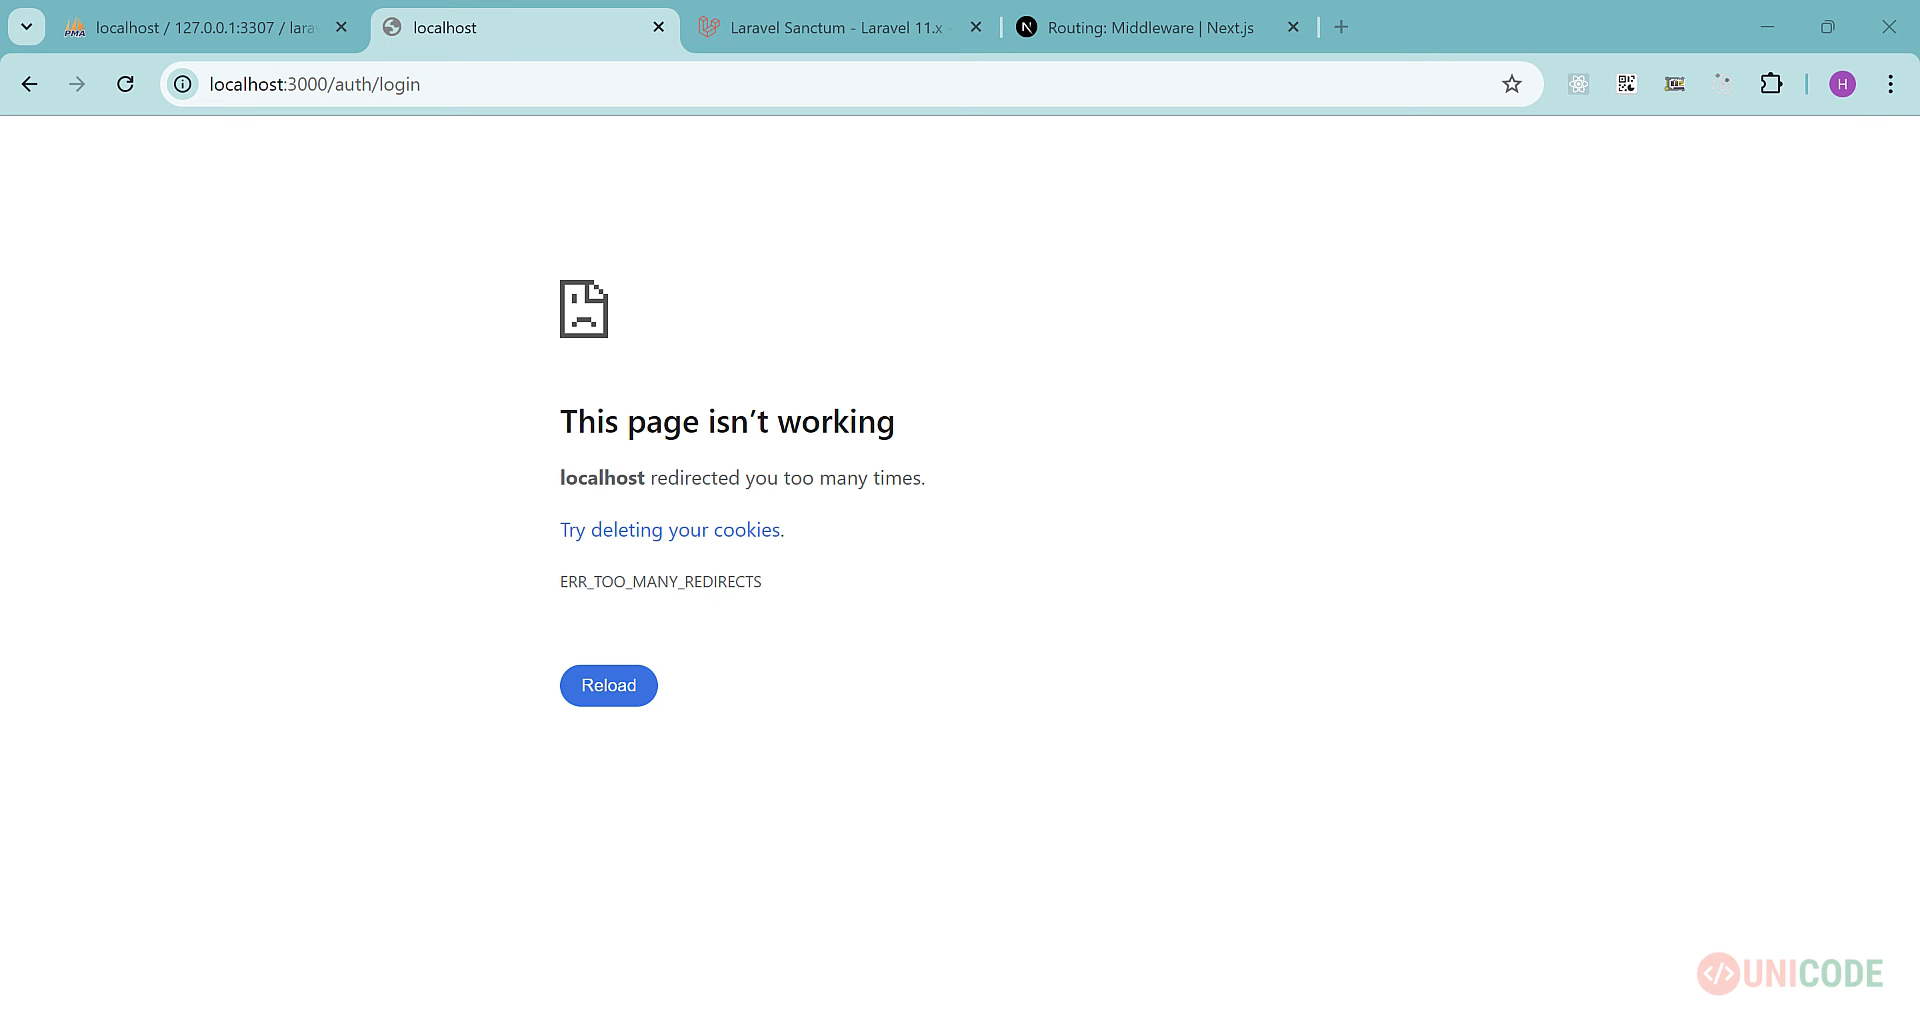 localhost / 127.0.0.1:3307 / lara
localhost
Laravel Sanctum - Laravel 11.x
Routing: Middleware | Next.js
localhost:3000/auth/login
H
This page isn’t working
localhost redirected you too many times.
Try deleting your cookies.
ERR_TOO_MANY_REDIRECTS
Reload
UNICODE